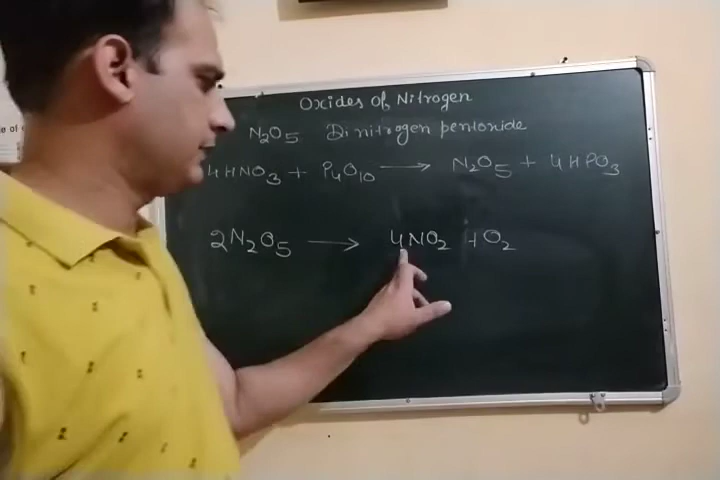 Oxides of Nitrogen
N₂O₅ Dinitrogen pentoxide
4HNO₃ + P₄O₁₀ → N₂O₅ + 4HPO₃
2N₂O₅ → 4NO₂ + O₂